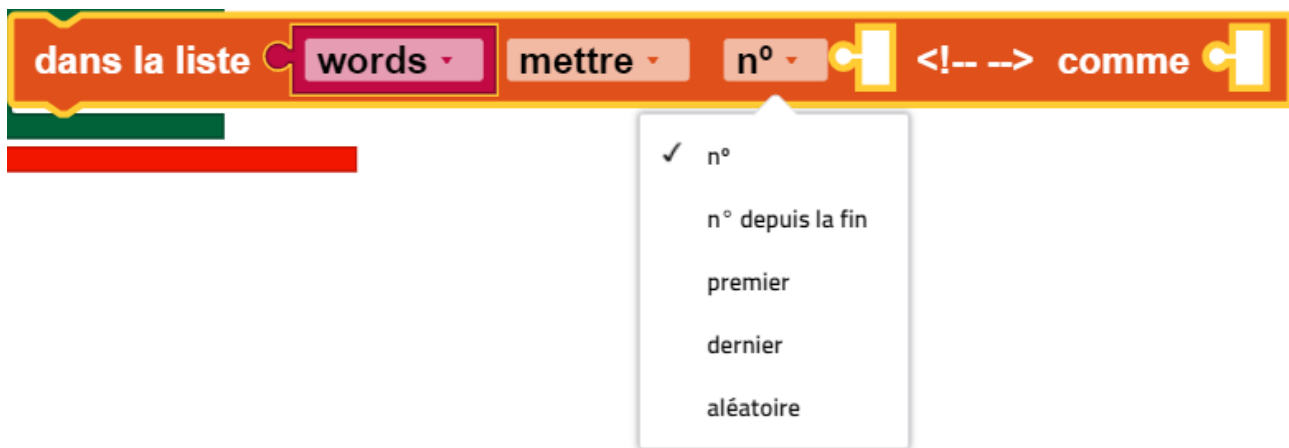 dans la liste words mettre nº <!-- --> comme
nº
n° depuis la fin
premier
dernier
aléatoire